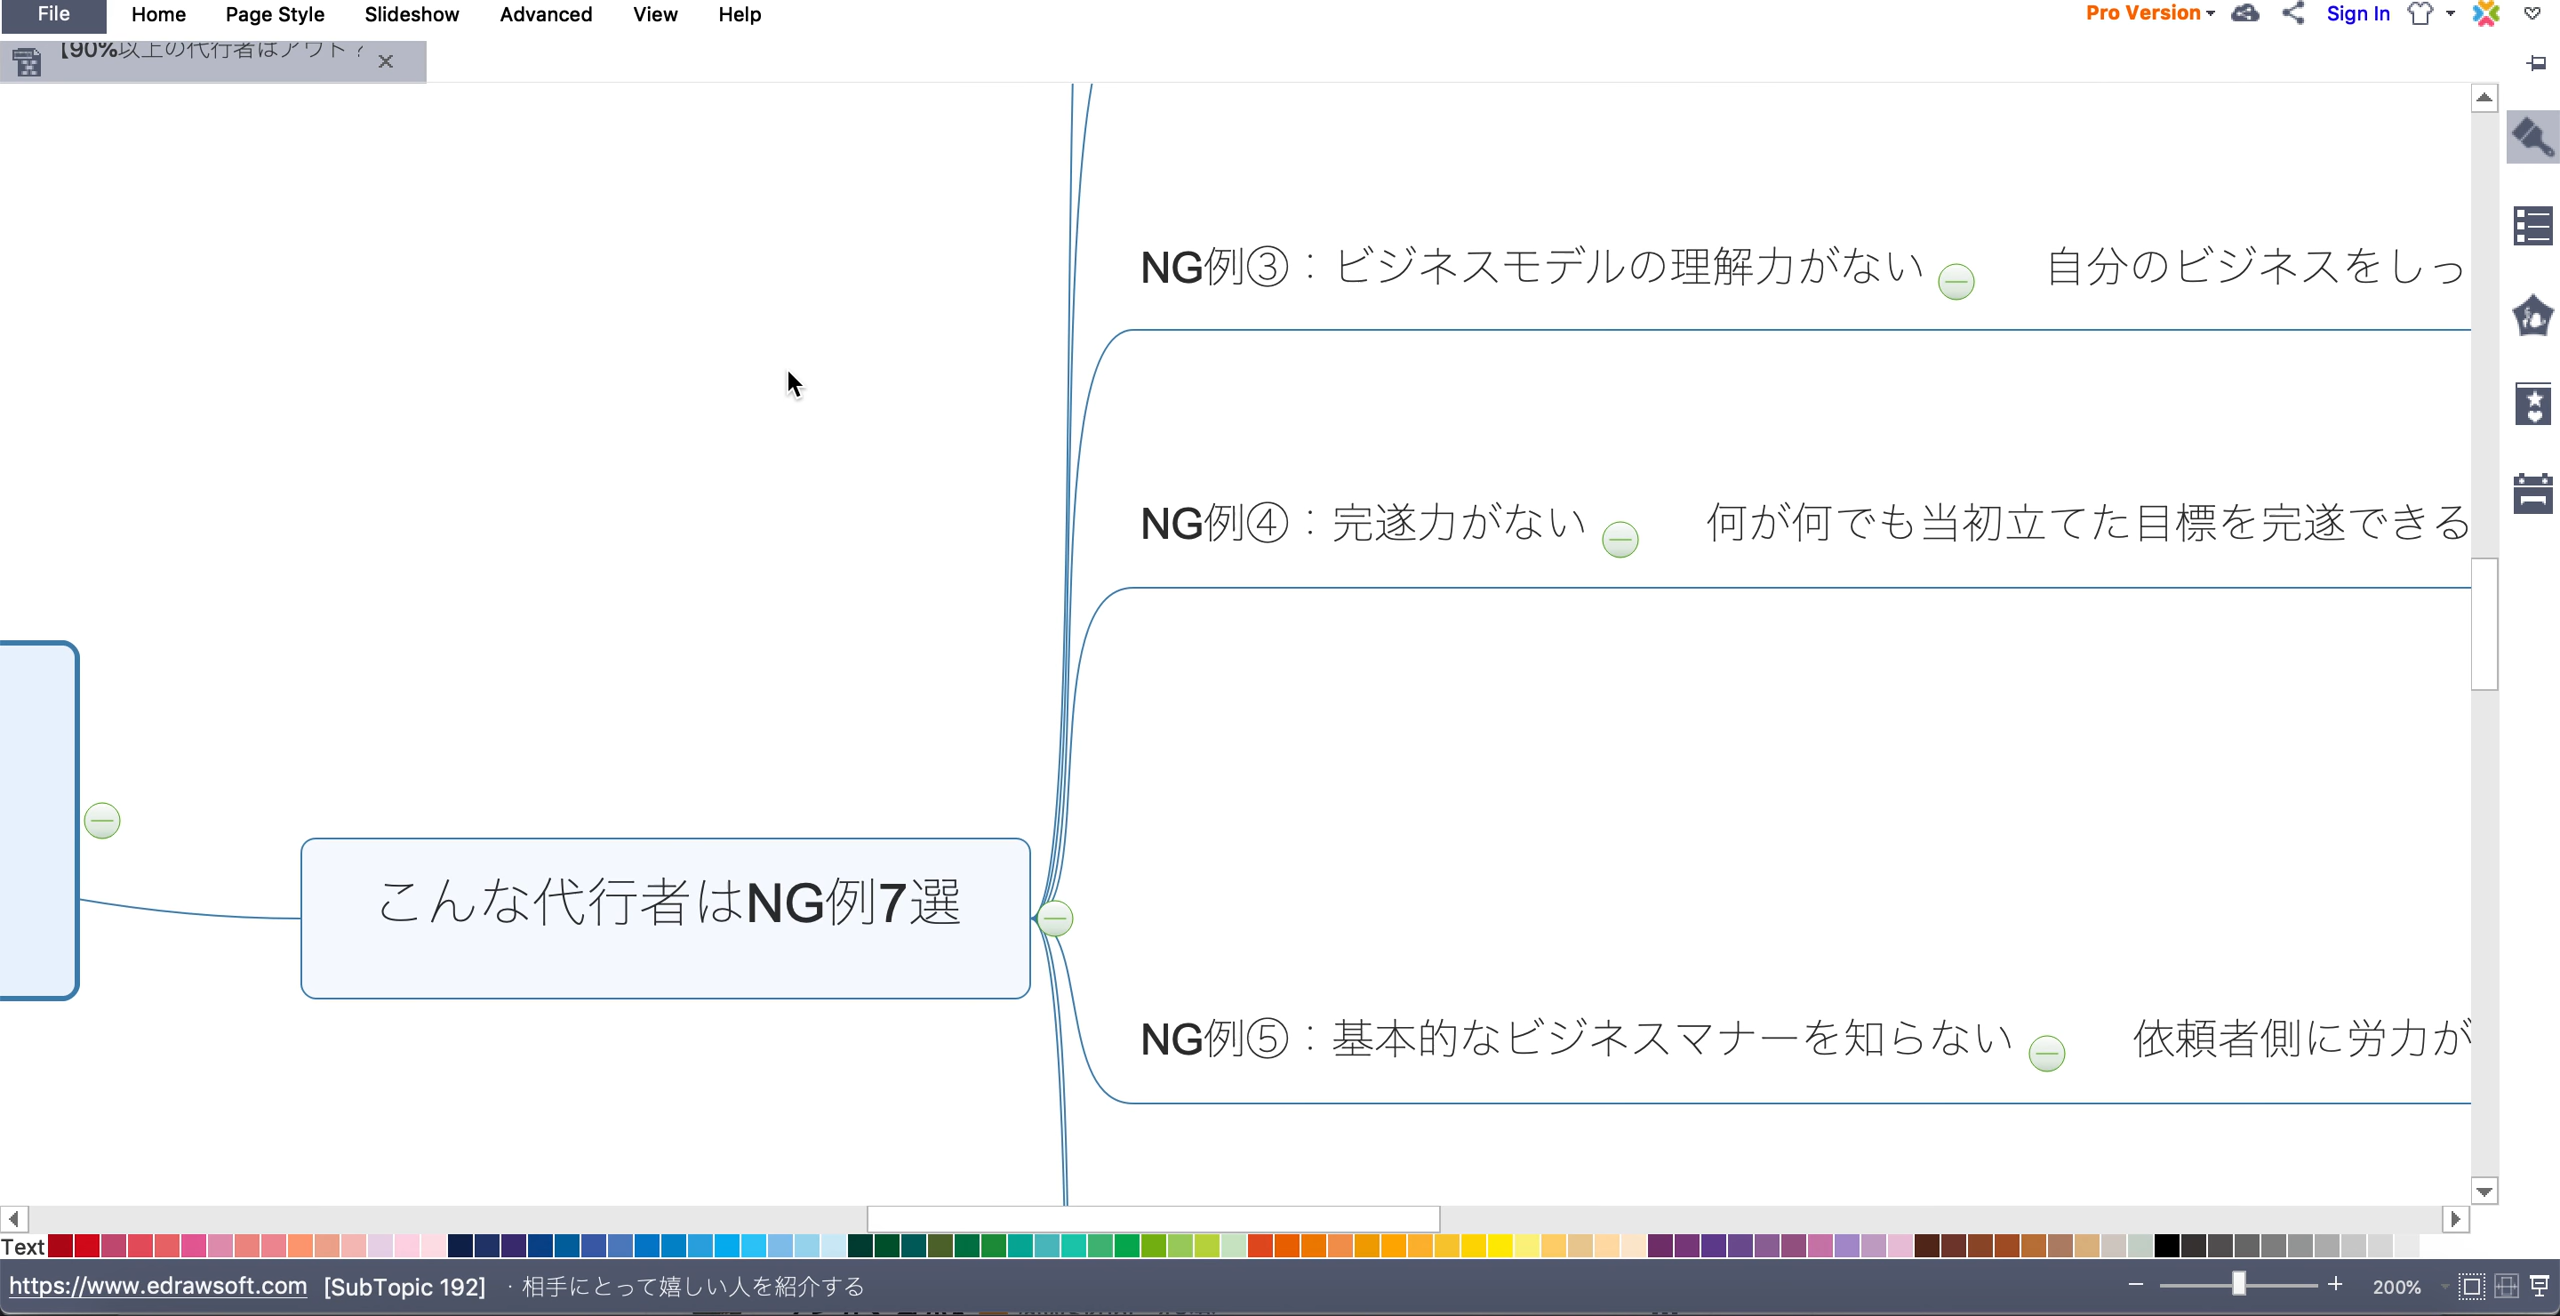 File Home Page Style Slideshow Advanced View Help Pro Version Sign In
【90%以上の代行者はアウト？
NG例③：ビジネスモデルの理解力がない 自分のビジネスをしっ
NG例④：完遂力がない 何が何でも当初立てた目標を完遂できる
こんな代行者はNG例7選
NG例⑤：基本的なビジネスマナーを知らない 依頼者側に労力が
Text
https://www.edrawsoft.com [SubTopic 192] ・相手にとって嬉しい人を紹介する 200%